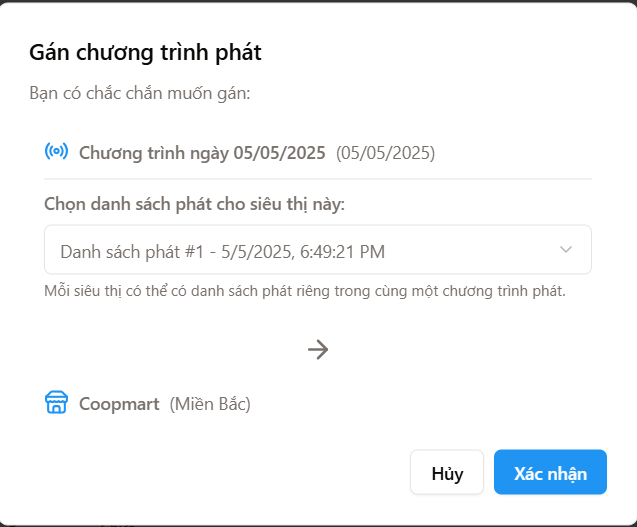 Gán chương trình phát
Bạn có chắc chắn muốn gán:
Chương trình ngày 05/05/2025 (05/05/2025)
Chọn danh sách phát cho siêu thị này:
Danh sách phát #1 - 5/5/2025, 6:49:21 PM
Mỗi siêu thị có thể có danh sách phát riêng trong cùng một chương trình phát.
Coopmart (Miền Bắc)
Hủy
Xác nhận